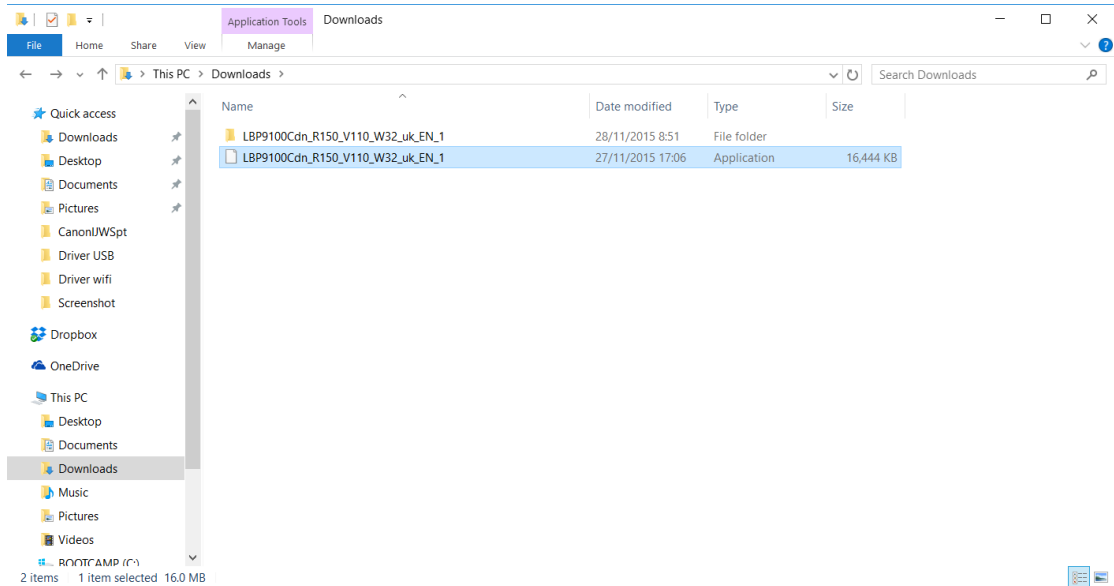 Application Tools Downloads
File Home Share View Manage
This PC > Downloads > Search Downloads
Name Date modified Type Size
LBP9100Cdn_R150_V110_W32_uk_EN_1 28/11/2015 8:51 File folder
LBP9100Cdn_R150_V110_W32_uk_EN_1 27/11/2015 17:06 Application 16,444 KB
Quick access
Downloads
Desktop
Documents
Pictures
CanonIJWSpt
Driver USB
Driver wifi
Screenshot
Dropbox
OneDrive
This PC
Desktop
Documents
Downloads
Music
Pictures
Videos
BOOTCAMP (C:)
2 items 1 item selected 16.0 MB